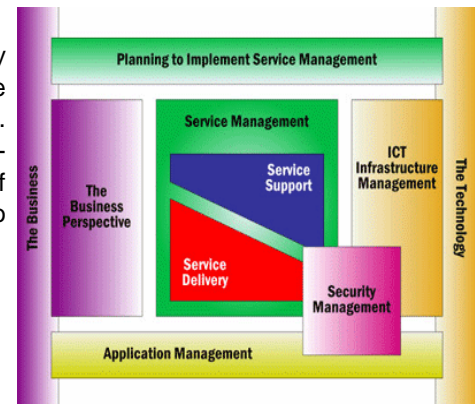 Planning to Implement Service Management
The Business
The
Business
Perspective
Service Management
Service
Support
Service
Delivery
ICT
Infrastructure
Management
The Technology
Security
Management
Application Management